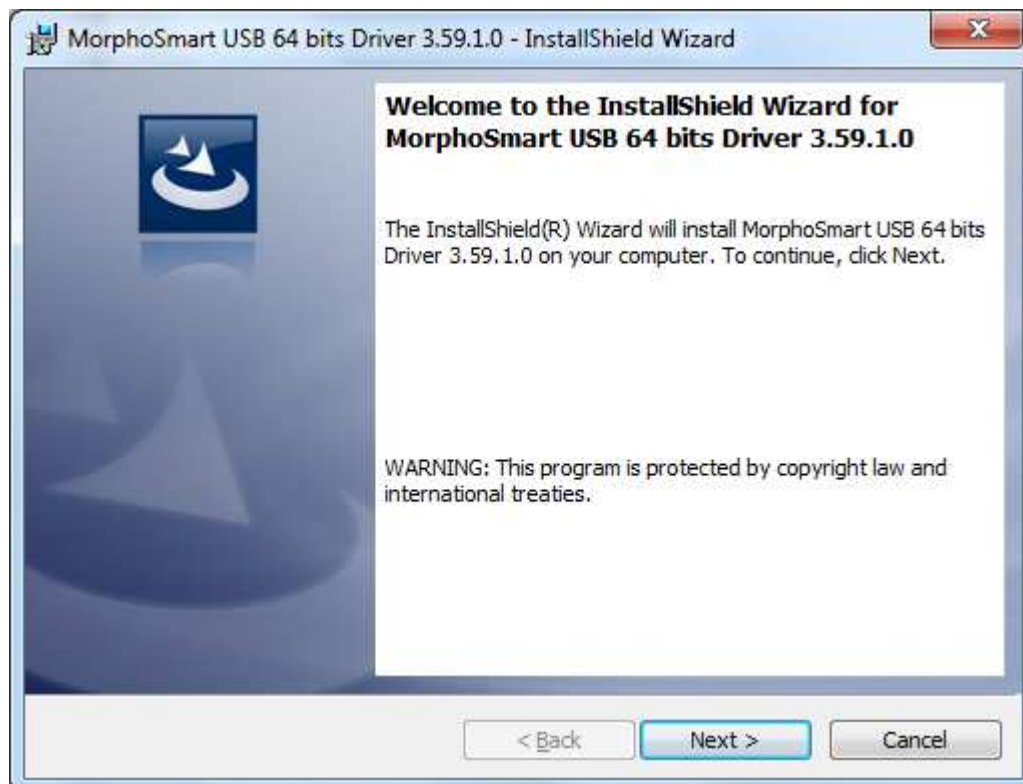 MorphoSmart USB 64 bits Driver 3.59.1.0 - InstallShield Wizard
Welcome to the InstallShield Wizard for
MorphoSmart USB 64 bits Driver 3.59.1.0
The InstallShield(R) Wizard will install MorphoSmart USB 64 bits
Driver 3.59.1.0 on your computer. To continue, click Next.
WARNING: This program is protected by copyright law and
international treaties.
< Back
Next >
Cancel